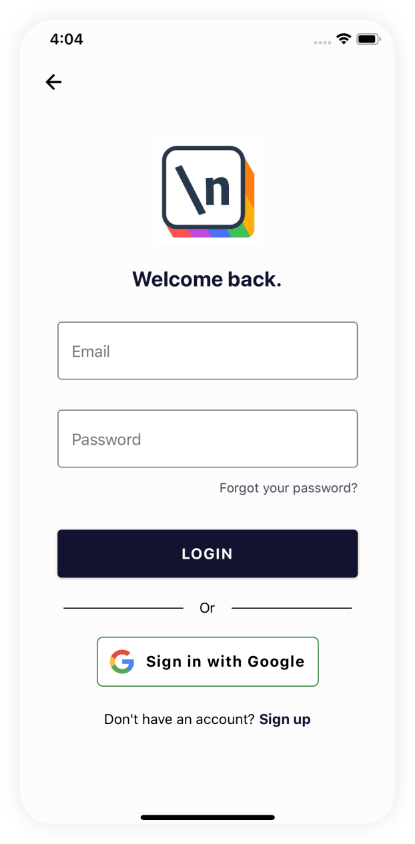 4:04
\n
Welcome back.
Email
Password
Forgot your password?
LOGIN
Or
Sign in with Google
Don't have an account? Sign up